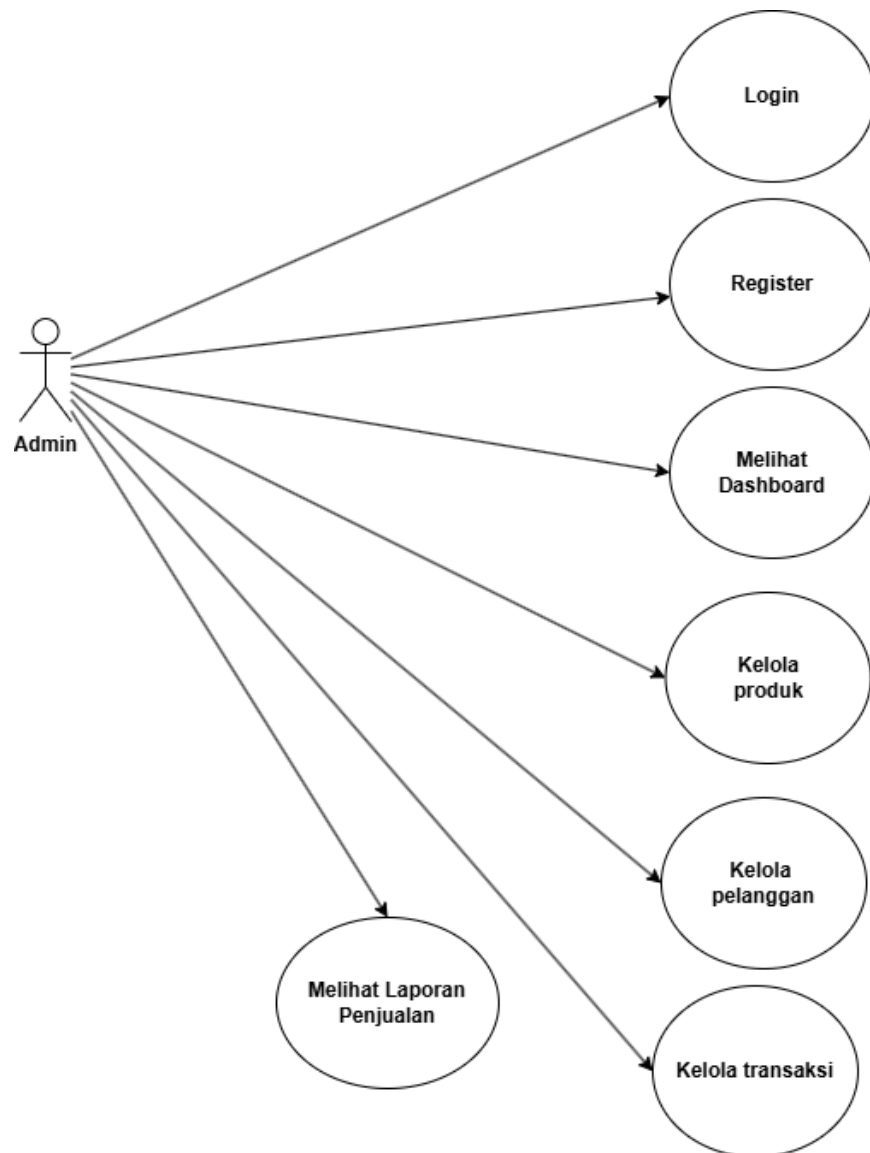 Login
Register
Admin
Melihat
Dashboard
Kelola
produk
Kelola
pelanggan
Melihat Laporan
Penjualan
Kelola transaksi